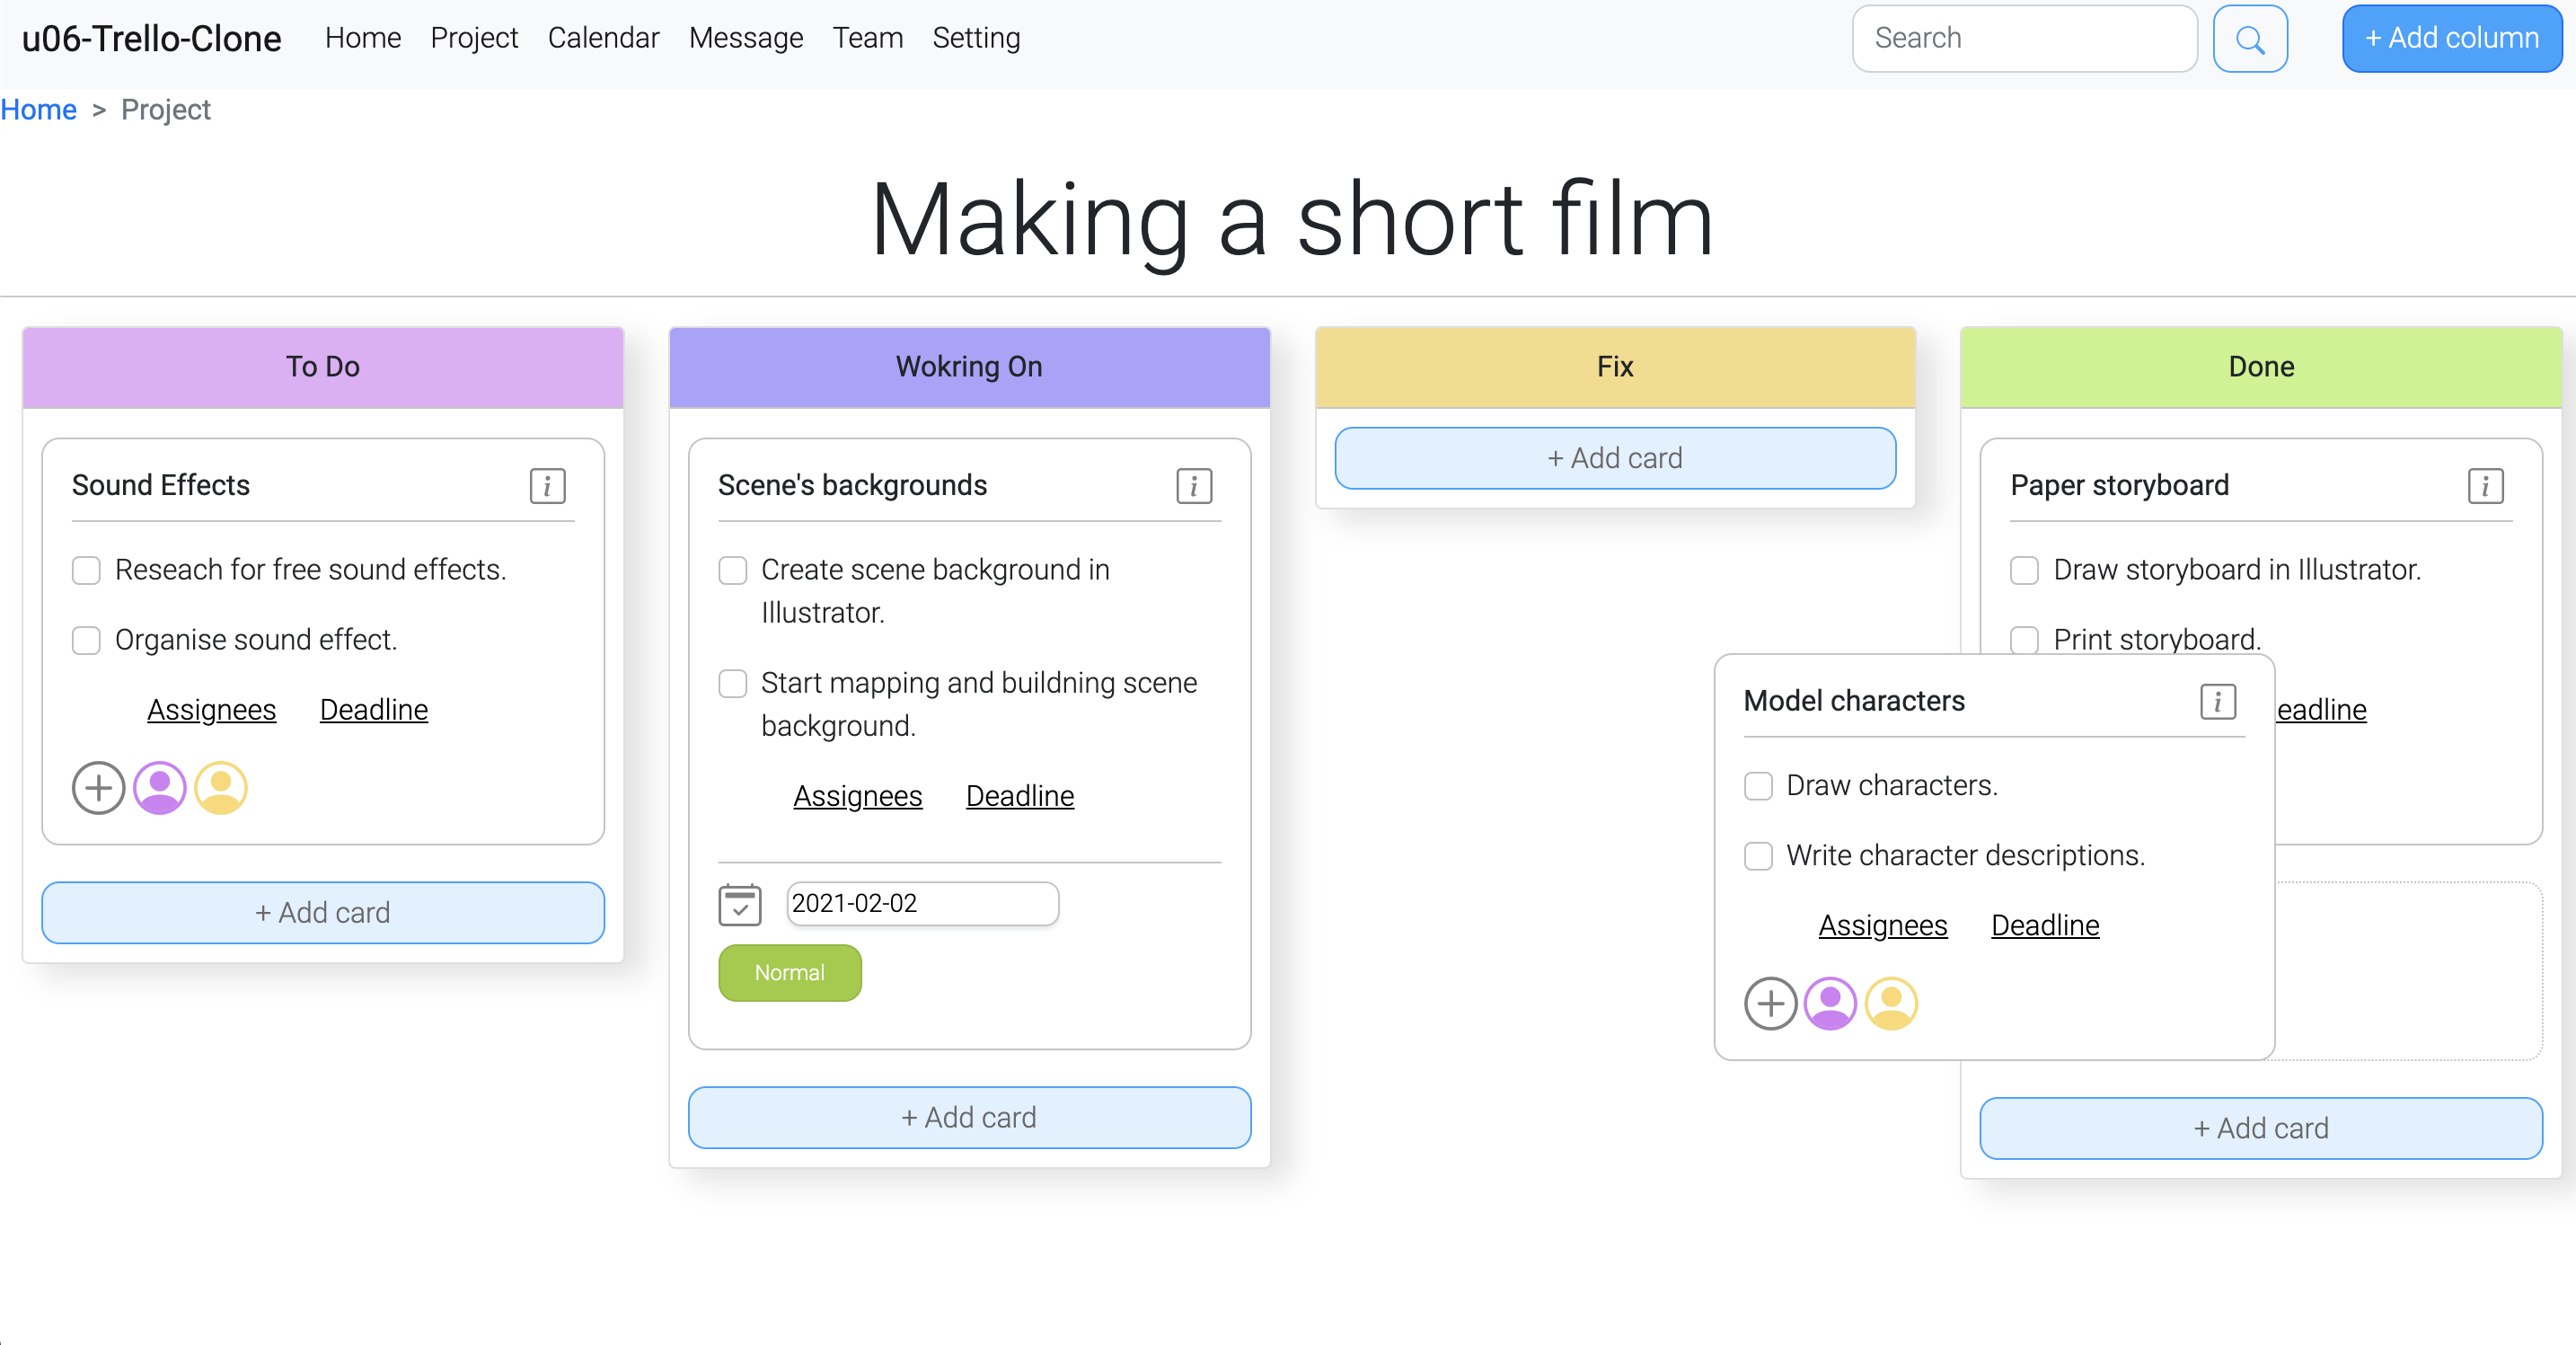 u06-Trello-Clone Home Project Calendar Message Team Setting Search + Add column
Home > Project
Making a short film
To Do
Sound Effects
Reseach for free sound effects.
Organise sound effect.
Assignees Deadline
+ Add card
Wokring On
Scene's backgrounds
Create scene background in
Illustrator.
Start mapping and buildning scene
background.
Assignees Deadline
2021-02-02
Normal
+ Add card
Fix
+ Add card
Done
Paper storyboard
Draw storyboard in Illustrator.
Print storyboard.
eadline
Model characters
Draw characters.
Write character descriptions.
Assignees Deadline
+ Add card